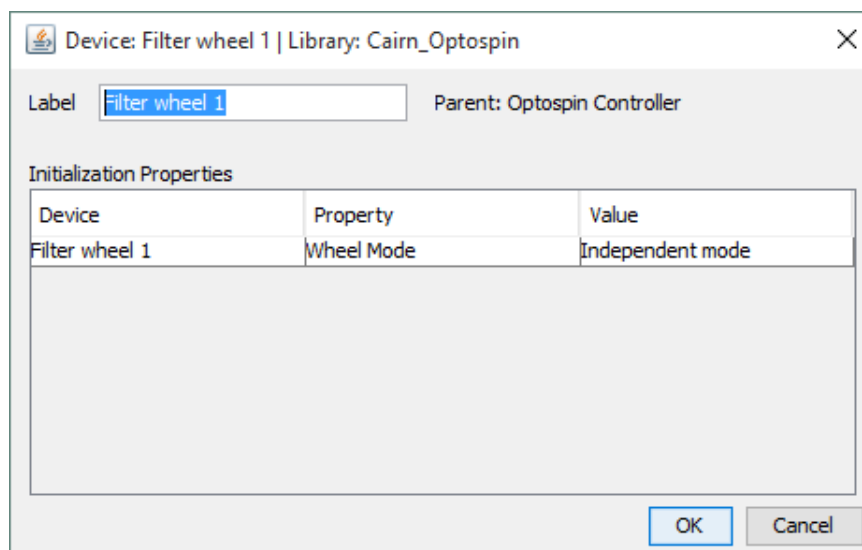 Device: Filter wheel 1 | Library: Cairn_Optospin
Label Filter wheel 1 Parent: Optospin Controller
Initialization Properties
Device Property Value
Filter wheel 1 Wheel Mode Independent mode
OK Cancel